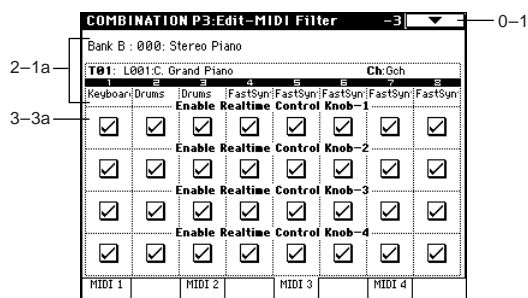 COMBINATION P3:Edit-MIDI Filter -3
0–1
Bank B : 000: Stereo Piano
2–1a
T01: L001:C. Grand Piano Ch:Gch
1 2 3 4 5 6 7 8
Keyboard Drums Drums FastSyn FastSyn FastSyn FastSyn FastSyn
3–3a
Enable Realtime Control Knob-1
Enable Realtime Control Knob-2
Enable Realtime Control Knob-3
Enable Realtime Control Knob-4
MIDI 1 MIDI 2 MIDI 3 MIDI 4